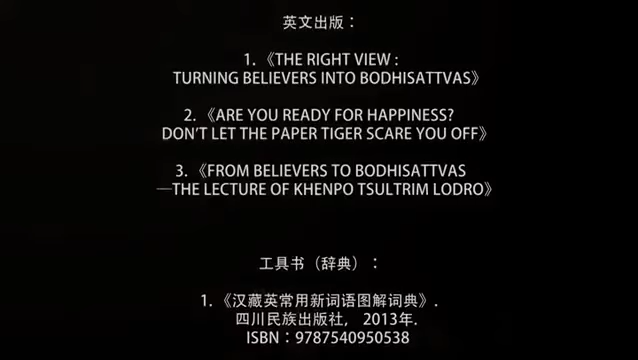 英文出版：
1.《THE RIGHT VIEW :
TURNING BELIEVERS INTO BODHISATTVAS》
2.《ARE YOU READY FOR HAPPINESS?
DON'T LET THE PAPER TIGER SCARE YOU OFF》
3.《FROM BELIEVERS TO BODHISATTVAS
—THE LECTURE OF KHENPO TSULTRIM LODRO》
工具书（辞典）：
1.《汉藏英常用新词语图解词典》.
四川民族出版社, 2013年.
ISBN：9787540950538